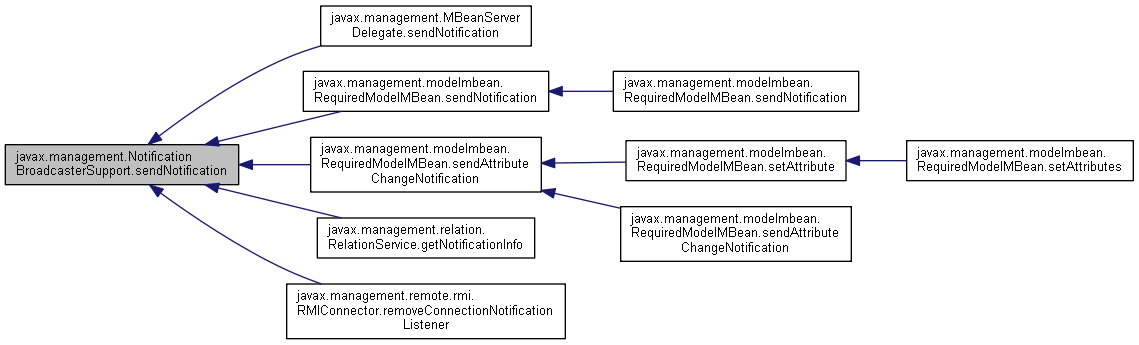 javax.management.MBeanServer
Delegate.sendNotification
javax.management.modelmbean.
RequiredModelMBean.sendNotification
javax.management.modelmbean.
RequiredModelMBean.sendNotification
javax.management.Notification
BroadcasterSupport.sendNotification
javax.management.modelmbean.
RequiredModelMBean.sendAttribute
ChangeNotification
javax.management.modelmbean.
RequiredModelMBean.setAttribute
javax.management.modelmbean.
RequiredModelMBean.setAttributes
javax.management.modelmbean.
RequiredModelMBean.sendAttribute
ChangeNotification
javax.management.relation.
RelationService.getNotificationInfo
javax.management.remote.rmi.
RMIConnector.removeConnectionNotification
Listener